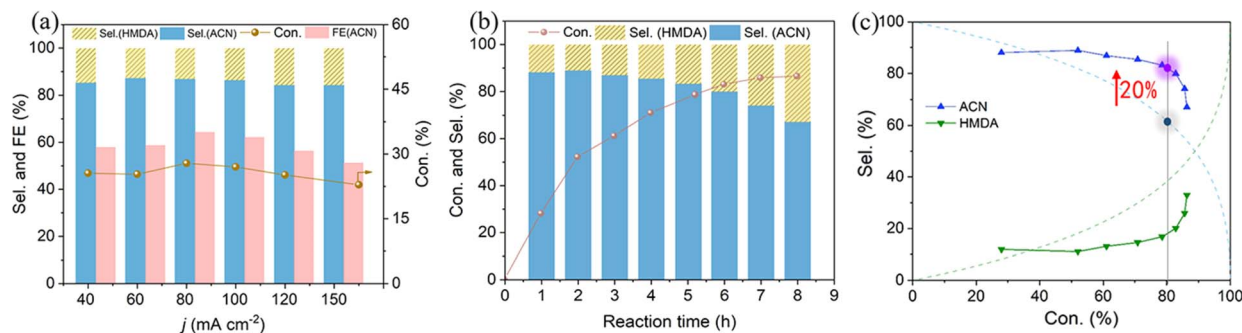 (a)
Sel.(HMDA) Sel.(ACN) Con. FE(ACN)
100
80
60
40
20
0
Sel. and FE (%)
60
45
30
15
0
Con. (%)
40 60 80 100 120 150
j (mA cm⁻²)
(b)
Con. Sel. (HMDA) Sel. (ACN)
100
80
60
40
20
0
Con. and Sel. (%)
0 1 2 3 4 5 6 7 8 9
Reaction time (h)
(c)
100
80
60
40
20
0
Sel. (%)
20%
ACN
HMDA
0 20 40 60 80 100
Con. (%)